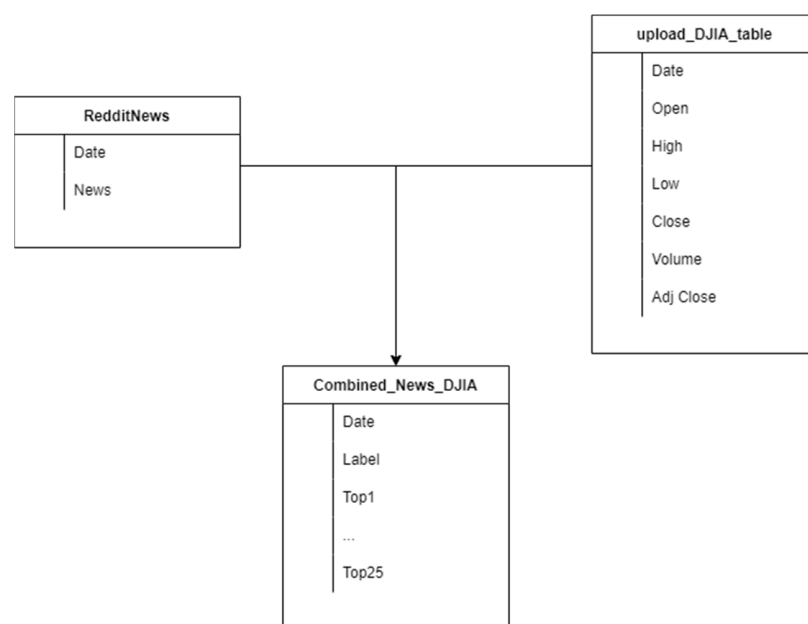 upload_DJIA_table
Date
Open
High
Low
Close
Volume
Adj Close
RedditNews
Date
News
Combined_News_DJIA
Date
Label
Top1
...
Top25